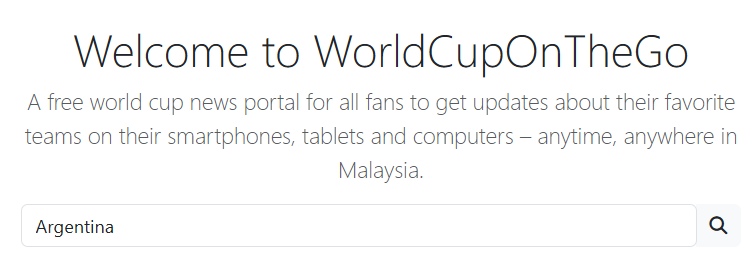 Welcome to WorldCupOnTheGo
A free world cup news portal for all fans to get updates about their favorite
teams on their smartphones, tablets and computers – anytime, anywhere in
Malaysia.
Argentina